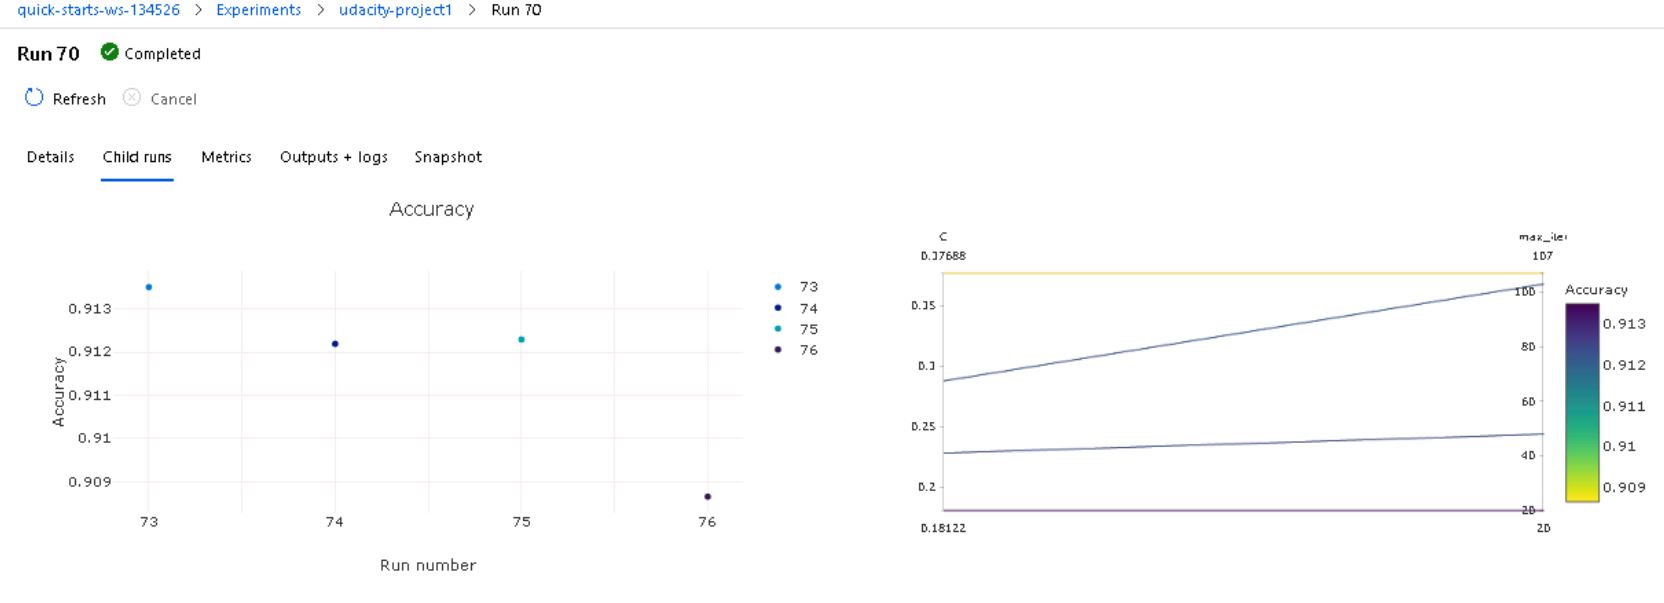 quick-starts-ws-134526 > Experiments > udacity-project1 > Run 70
Run 70 Completed
Refresh Cancel
Details Child runs Metrics Outputs + logs Snapshot
Accuracy
Accuracy
0.913
0.912
0.911
0.91
0.909
73 74 75 76
Run number
73
74
75
76
C
0.37688
0.35
0.3
0.25
0.2
0.18122
max_iter
107
100
80
60
40
20
20
Accuracy
0.913
0.912
0.911
0.91
0.909